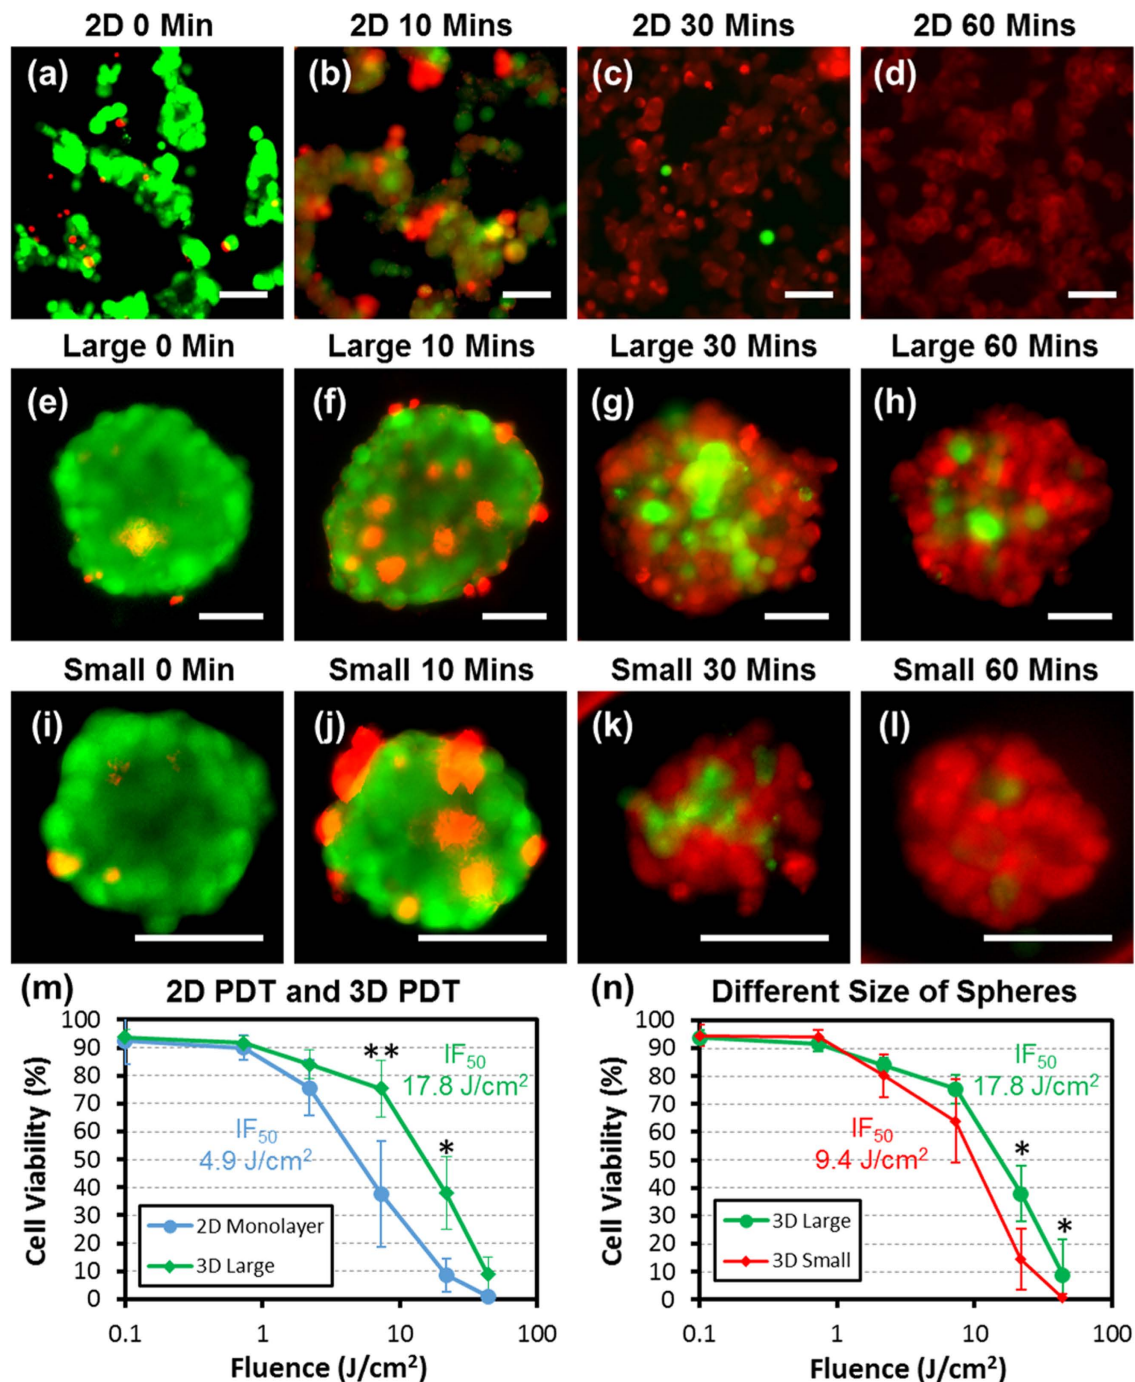 2D 0 Min 2D 10 Mins 2D 30 Mins 2D 60 Mins
(a) (b) (c) (d)
Large 0 Min Large 10 Mins Large 30 Mins Large 60 Mins
(e) (f) (g) (h)
Small 0 Min Small 10 Mins Small 30 Mins Small 60 Mins
(i) (j) (k) (l)
(m) 2D PDT and 3D PDT
Cell Viability (%)
100
90
80
70
60
50
40
30
20
10
0
**
IF50
17.8 J/cm²
IF50
4.9 J/cm²
*
2D Monolayer
3D Large
0.1 1 10 100
Fluence (J/cm²)
(n) Different Size of Spheres
Cell Viability (%)
100
90
80
70
60
50
40
30
20
10
0
IF50
17.8 J/cm²
IF50
9.4 J/cm²
*
*
3D Large
3D Small
0.1 1 10 100
Fluence (J/cm²)